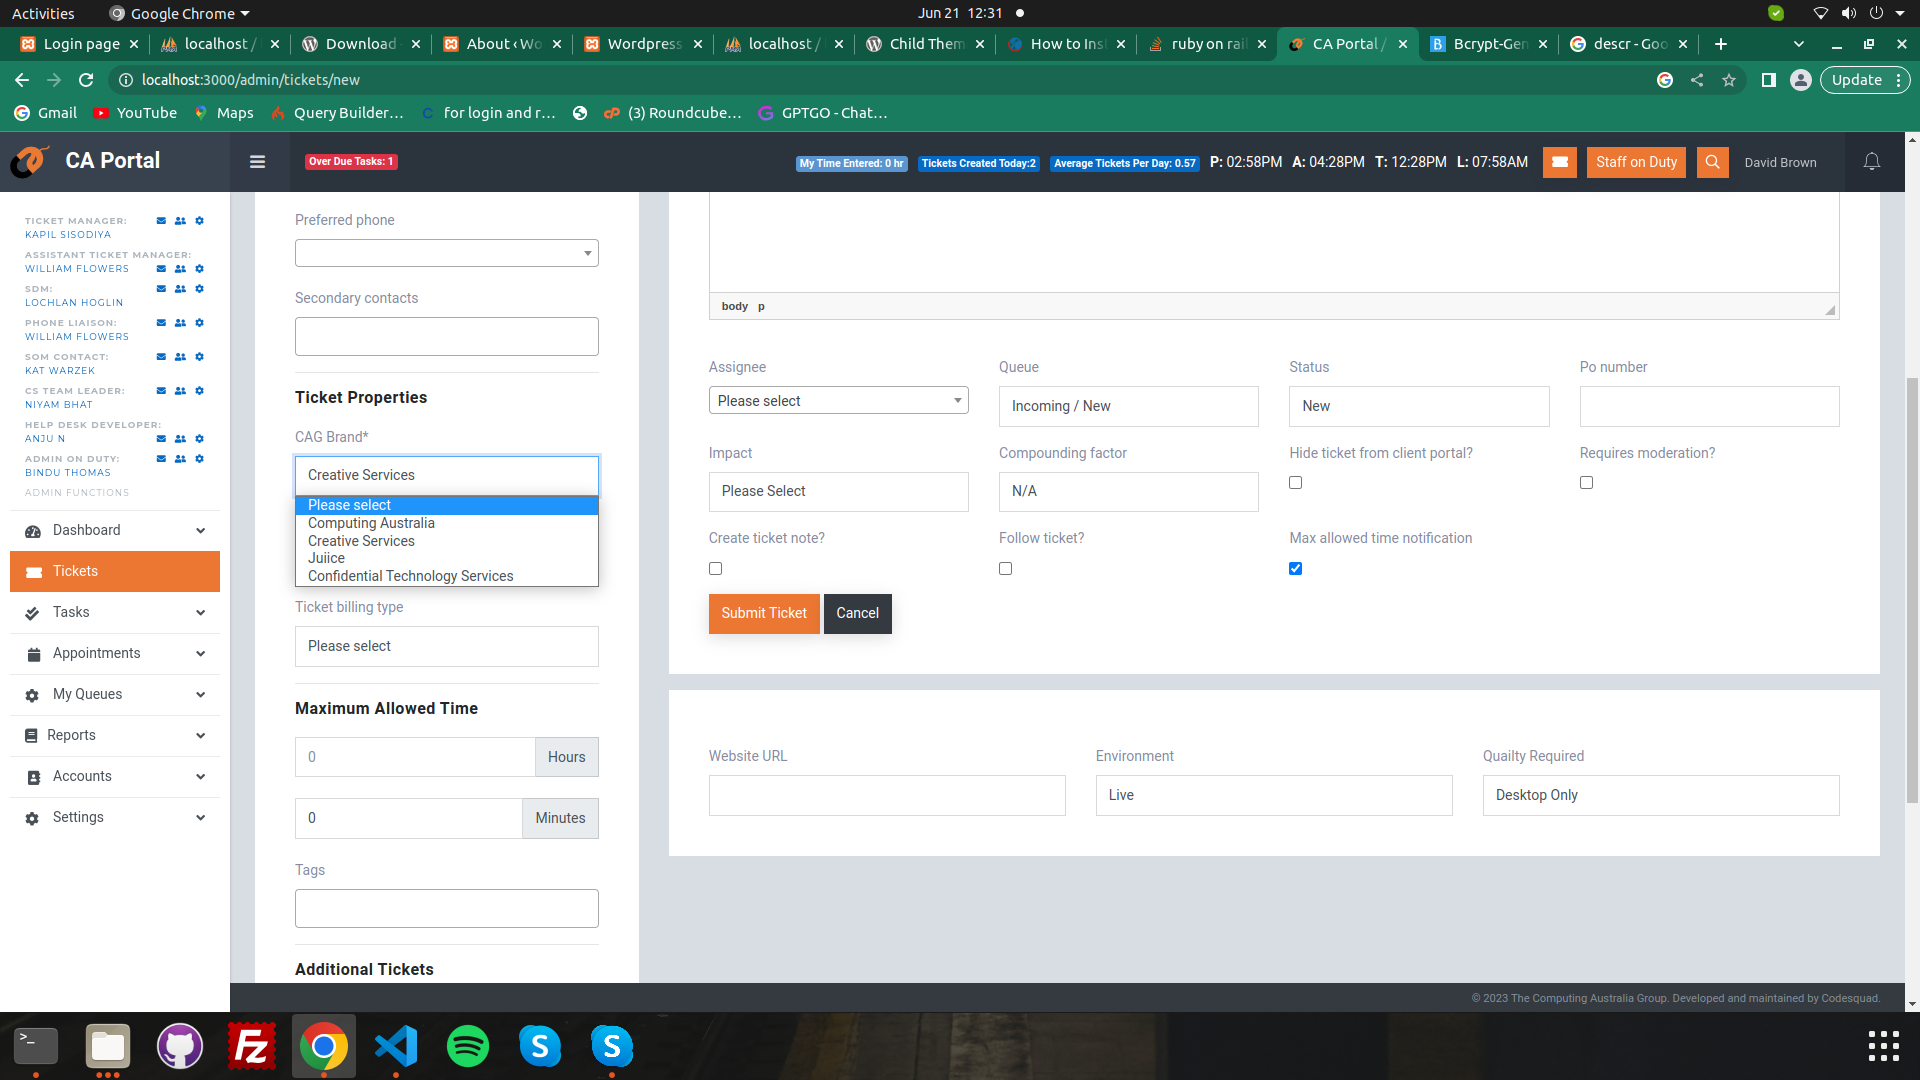 Activities
Google Chrome
Jun 21 12:31
Login page
localhost /
Download
About ‹ Wo
Wordpress
localhost /
Child Them
How to Ins
ruby on rail
CA Portal /
Bcrypt-Gen
descr - Goo
localhost:3000/admin/tickets/new
Update
Gmail
YouTube
Maps
Query Builder…
for login and r…
(3) Roundcube…
GPTGO - Chat…
CA Portal
Over Due Tasks: 1
My Time Entered: 0 hr
Tickets Created Today:2
Average Tickets Per Day: 0.57
P: 02:58PM A: 04:28PM T: 12:28PM L: 07:58AM
Staff on Duty
David Brown
TICKET MANAGER:
KAPIL SISODIYA
ASSISTANT TICKET MANAGER:
WILLIAM FLOWERS
SDM:
LOCHLAN HOGLIN
PHONE LIAISON:
WILLIAM FLOWERS
SOM CONTACT:
KAT WARZEK
CS TEAM LEADER:
NIYAM BHAT
HELP DESK DEVELOPER:
ANJU N
ADMIN ON DUTY:
BINDU THOMAS
ADMIN FUNCTIONS
Dashboard
Tickets
Tasks
Appointments
My Queues
Reports
Accounts
Settings
Preferred phone
Secondary contacts
Ticket Properties
CAG Brand*
Creative Services
Please select
Computing Australia
Creative Services
Juiice
Confidential Technology Services
Ticket billing type
Please select
Maximum Allowed Time
0
Hours
0
Minutes
Tags
Additional Tickets
body p
Assignee
Queue
Status
Po number
Please select
Incoming / New
New
Impact
Compounding factor
Hide ticket from client portal?
Requires moderation?
Please Select
N/A
Create ticket note?
Follow ticket?
Max allowed time notification
Submit Ticket
Cancel
Website URL
Environment
Quailty Required
Live
Desktop Only
© 2023 The Computing Australia Group. Developed and maintained by Codesquad.